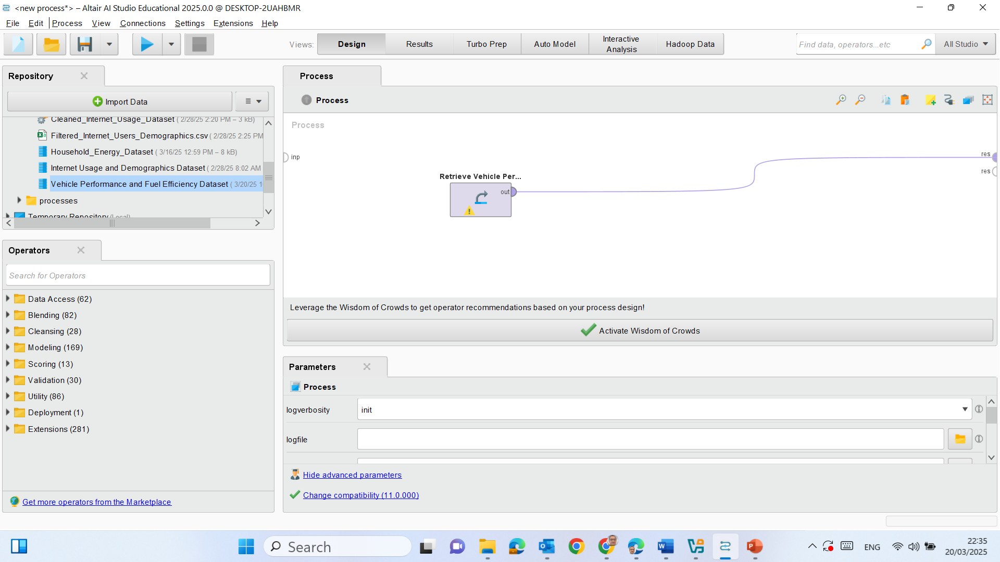 <new process*> – Altair AI Studio Educational 2025.0.0 @ DESKTOP-2UAHBMR
File Edit Process View Connections Settings Extensions Help
Views: Design Results Turbo Prep Auto Model Interactive Analysis Hadoop Data
Find data, operators...etc
All Studio
Repository
Import Data
Cleaned_Internet_Usage_Dataset ( 2/28/25 2:20 PM – 3 kB)
Filtered_Internet_Users_Demographics.csv ( 2/28/25 2:25 PM
Household_Energy_Dataset ( 3/16/25 12:59 PM – 8 kB)
Internet Usage and Demographics Dataset ( 2/28/25 8:02 AM
Vehicle Performance and Fuel Efficiency Dataset ( 3/20/25 1
processes
Temporary Repository (Local)
Operators
Search for Operators
Data Access (62)
Blending (82)
Cleansing (28)
Modeling (169)
Scoring (13)
Validation (30)
Utility (86)
Deployment (1)
Extensions (281)
Get more operators from the Marketplace
Process
Process
Process
inp
Retrieve Vehicle Per...
out
res
res
Leverage the Wisdom of Crowds to get operator recommendations based on your process design!
Activate Wisdom of Crowds
Parameters
Process
logverbosity
init
logfile
Hide advanced parameters
Change compatibility (11.0.000)
Search
ENG
22:35
20/03/2025